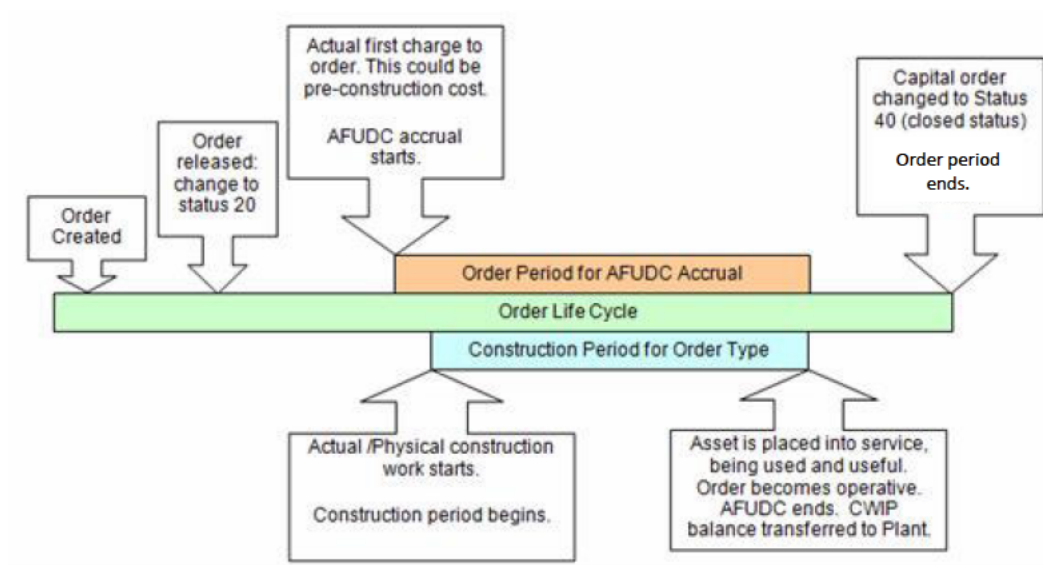 Order
Created
Order
released:
change to
status 20
Actual first charge to
order. This could be
pre-construction cost.
AFUDC accrual
starts.
Capital order
changed to Status
40 (closed status)
Order period
ends.
Order Period for AFUDC Accrual
Order Life Cycle
Construction Period for Order Type
Actual /Physical construction
work starts.
Construction period begins.
Asset is placed into service,
being used and useful.
Order becomes operative.
AFUDC ends. CWIP
balance transferred to Plant.